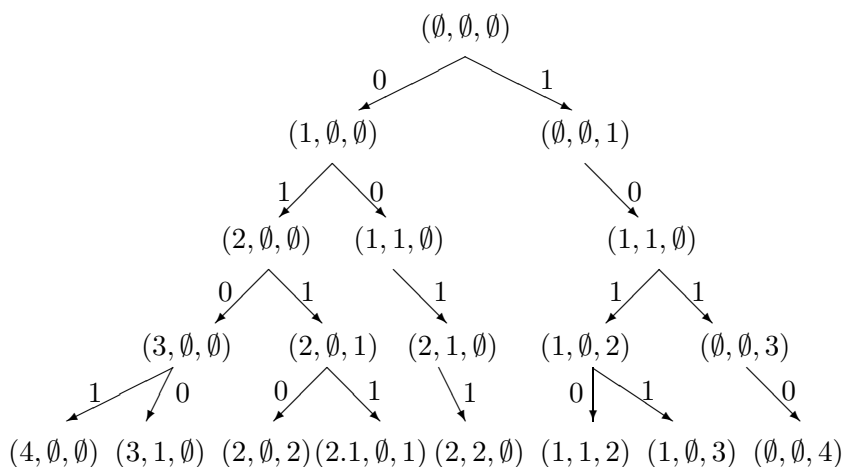 (∅, ∅, ∅)
0 1
(1, ∅, ∅) (∅, ∅, 1)
1 0 0
(2, ∅, ∅) (1, 1, ∅) (1, 1, ∅)
0 1 1 1 1
(3, ∅, ∅) (2, ∅, 1) (2, 1, ∅) (1, ∅, 2) (∅, ∅, 3)
1 0 0 1 1 0 1 0
(4, ∅, ∅) (3, 1, ∅) (2, ∅, 2) (2.1, ∅, 1) (2, 2, ∅) (1, 1, 2) (1, ∅, 3) (∅, ∅, 4)